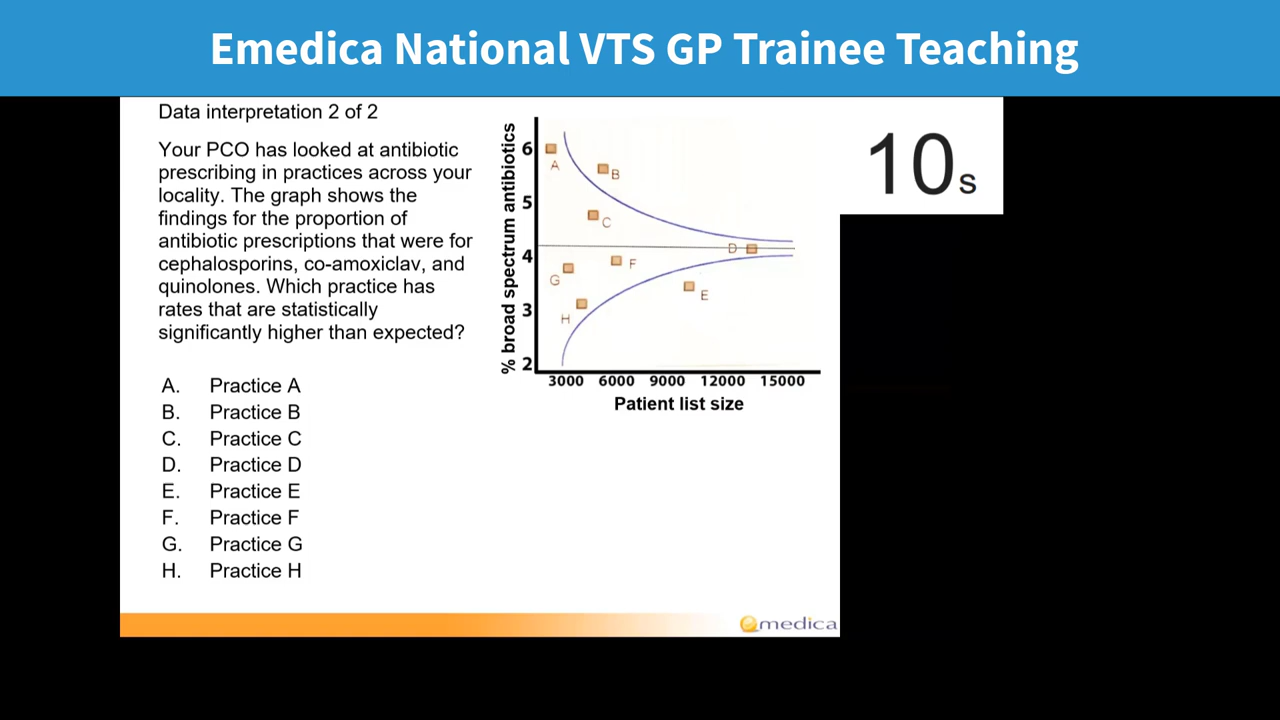 Emedica National VTS GP Trainee Teaching
Data interpretation 2 of 2
Your PCO has looked at antibiotic
prescribing in practices across your
locality. The graph shows the
findings for the proportion of
antibiotic prescriptions that were for
cephalosporins, co-amoxiclav, and
quinolones. Which practice has
rates that are statistically
significantly higher than expected?
A. Practice A
B. Practice B
C. Practice C
D. Practice D
E. Practice E
F. Practice F
G. Practice G
H. Practice H
% broad spectrum antibiotics
6
5
4
3
2
A
B
C
D
F
G
E
H
3000 6000 9000 12000 15000
Patient list size
10s
medica